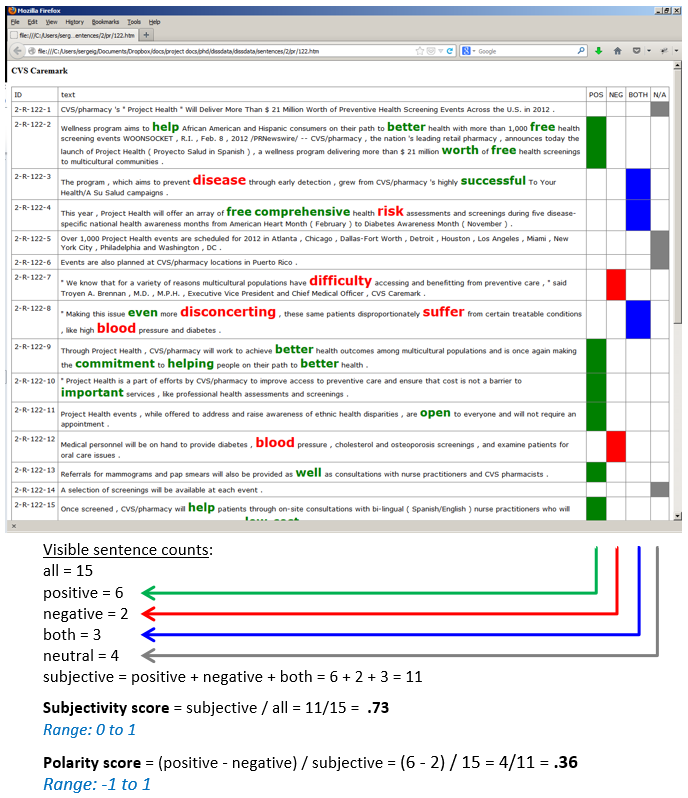 Mozilla Firefox
File Edit View History Bookmarks Tools Help
file:///C:/Users/sergeig...entences/2/pr/122.htm +
file:///C:/Users/sergeig/Documents/Dropbox/docs/project docs/phd/dissdata/dissdata/sentences/2/pr/122.htm Google
CVS Caremark
ID text POS NEG BOTH N/A
2-R-122-1 CVS/pharmacy 's " Project Health " Will Deliver More Than $ 21 Million Worth of Preventive Health Screening Events Across the U.S. in 2012 .
2-R-122-2 Wellness program aims to help African American and Hispanic consumers on their path to better health with more than 1,000 free health
screening events WOONSOCKET , R.I. , Feb. 8 , 2012 /PRNewswire/ -- CVS/pharmacy , the nation 's leading retail pharmacy , announces today the
launch of Project Health ( Proyecto Salud in Spanish ) , a wellness program delivering more than $ 21 million worth of free health screenings
to multicultural communities .
2-R-122-3 The program , which aims to prevent disease through early detection , grew from CVS/pharmacy 's highly successful To Your
Health/A Su Salud campaigns .
2-R-122-4 This year , Project Health will offer an array of free comprehensive health risk assessments and screenings during five disease-
specific national health awareness months from American Heart Month ( February ) to Diabetes Awareness Month ( November ) .
2-R-122-5 Over 1,000 Project Health events are scheduled for 2012 in Atlanta , Chicago , Dallas-Fort Worth , Detroit , Houston , Los Angeles , Miami , New
York City , Philadelphia and Washington , DC .
2-R-122-6 Events are also planned at CVS/pharmacy locations in Puerto Rico .
2-R-122-7 " We know that for a variety of reasons multicultural populations have difficulty accessing and benefitting from preventive care , " said
Troyen A. Brennan , M.D. , M.P.H. , Executive Vice President and Chief Medical Officer , CVS Caremark .
2-R-122-8 " Making this issue even more disconcerting , these same patients disproportionately suffer from certain treatable conditions
, like high blood pressure and diabetes .
2-R-122-9 Through Project Health , CVS/pharmacy will work to achieve better health outcomes among multicultural populations and is once again making
the commitment to helping people on their path to better health .
2-R-122-10 " Project Health is a part of efforts by CVS/pharmacy to improve access to preventive care and ensure that cost is not a barrier to
important services , like professional health assessments and screenings .
2-R-122-11 Project Health events , while offered to address and raise awareness of ethnic health disparities , are open to everyone and will not require an
appointment .
2-R-122-12 Medical personnel will be on hand to provide diabetes , blood pressure , cholesterol and osteoporosis screenings , and examine patients for
oral care issues .
2-R-122-13 Referrals for mammograms and pap smears will also be provided as well as consultations with nurse practitioners and CVS pharmacists .
2-R-122-14 A selection of screenings will be available at each event .
2-R-122-15 Once screened , CVS/pharmacy will help patients through on-site consultations with bi-lingual ( Spanish/English ) nurse practitioners who will
Visible sentence counts:
all = 15
positive = 6
negative = 2
both = 3
neutral = 4
subjective = positive + negative + both = 6 + 2 + 3 = 11
Subjectivity score = subjective / all = 11/15 = .73
Range: 0 to 1
Polarity score = (positive - negative) / subjective = (6 - 2) / 15 = 4/11 = .36
Range: -1 to 1